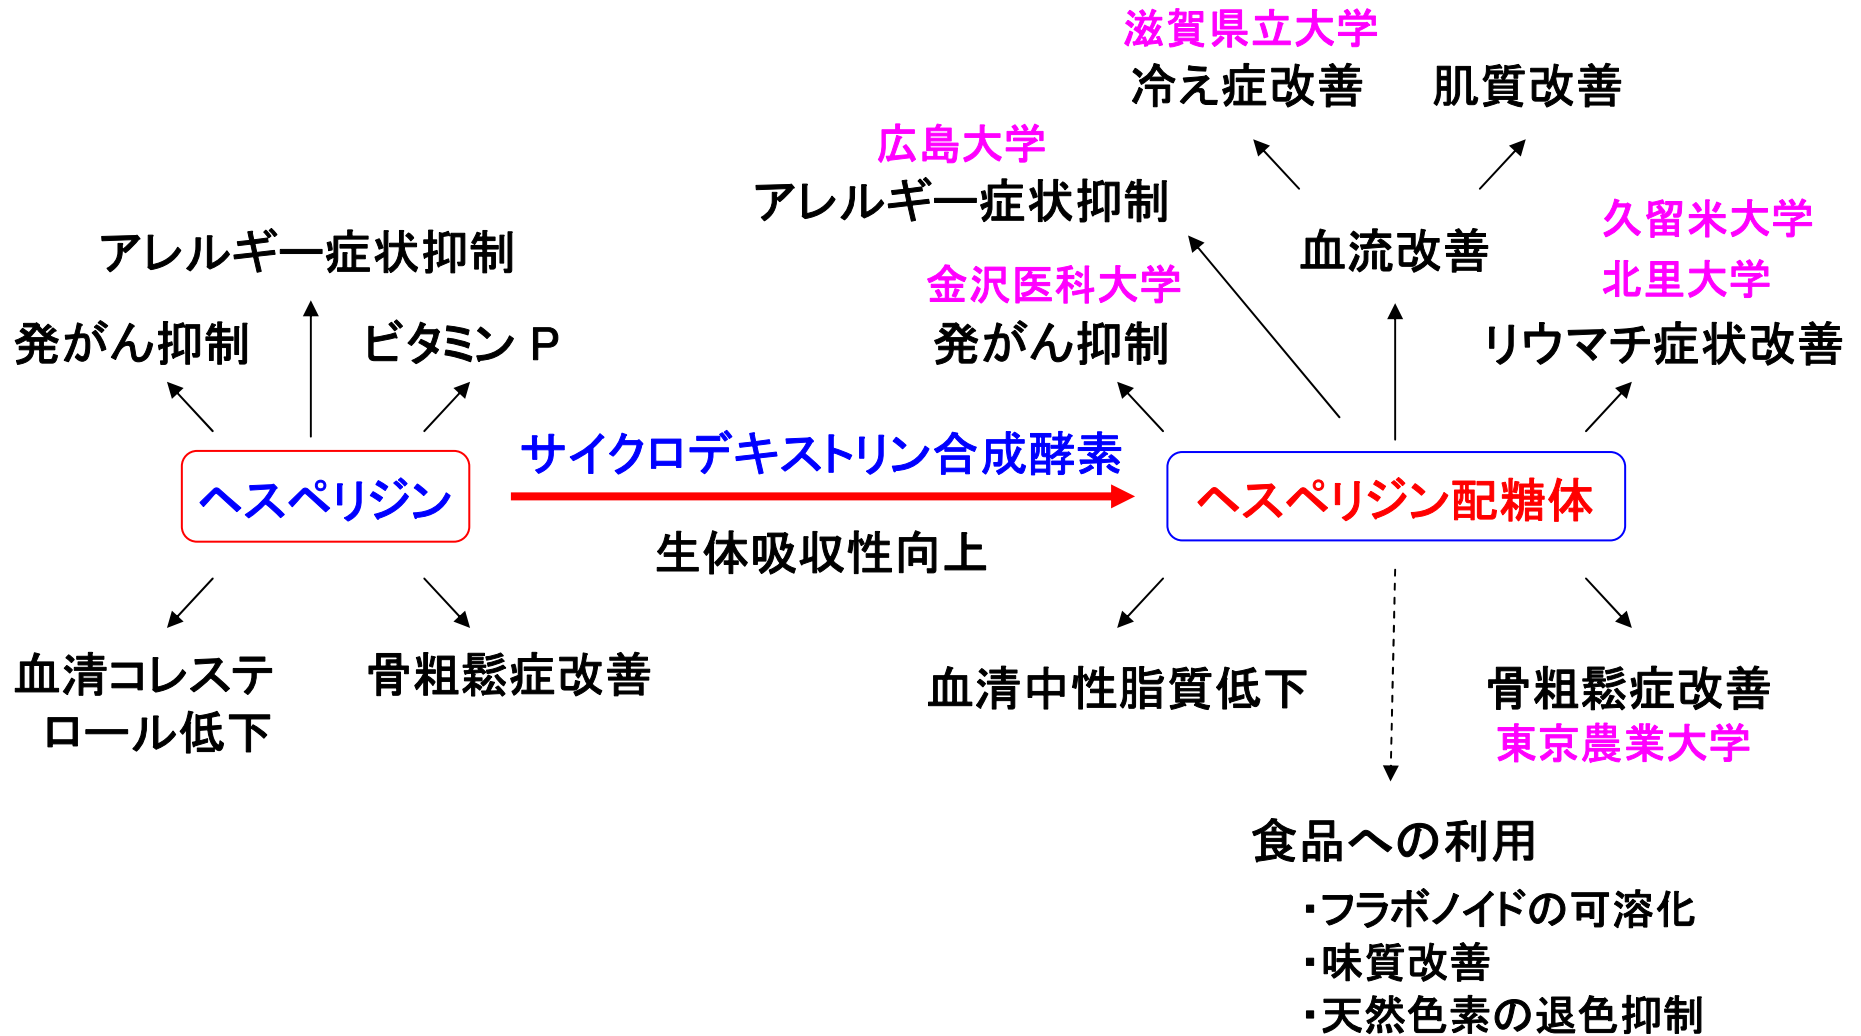 滋賀県立大学
冷え症改善
肌質改善
広島大学
アレルギー症状抑制
血流改善
久留米大学
北里大学
リウマチ症状改善
金沢医科大学
発がん抑制
アレルギー症状抑制
発がん抑制
ビタミン P
ヘスペリジン
サイクロデキストリン合成酵素
生体吸収性向上
ヘスペリジン配糖体
血清コレステ
ロール低下
骨粗鬆症改善
血清中性脂質低下
骨粗鬆症改善
東京農業大学
食品への利用
・フラボノイドの可溶化
・味質改善
・天然色素の退色抑制